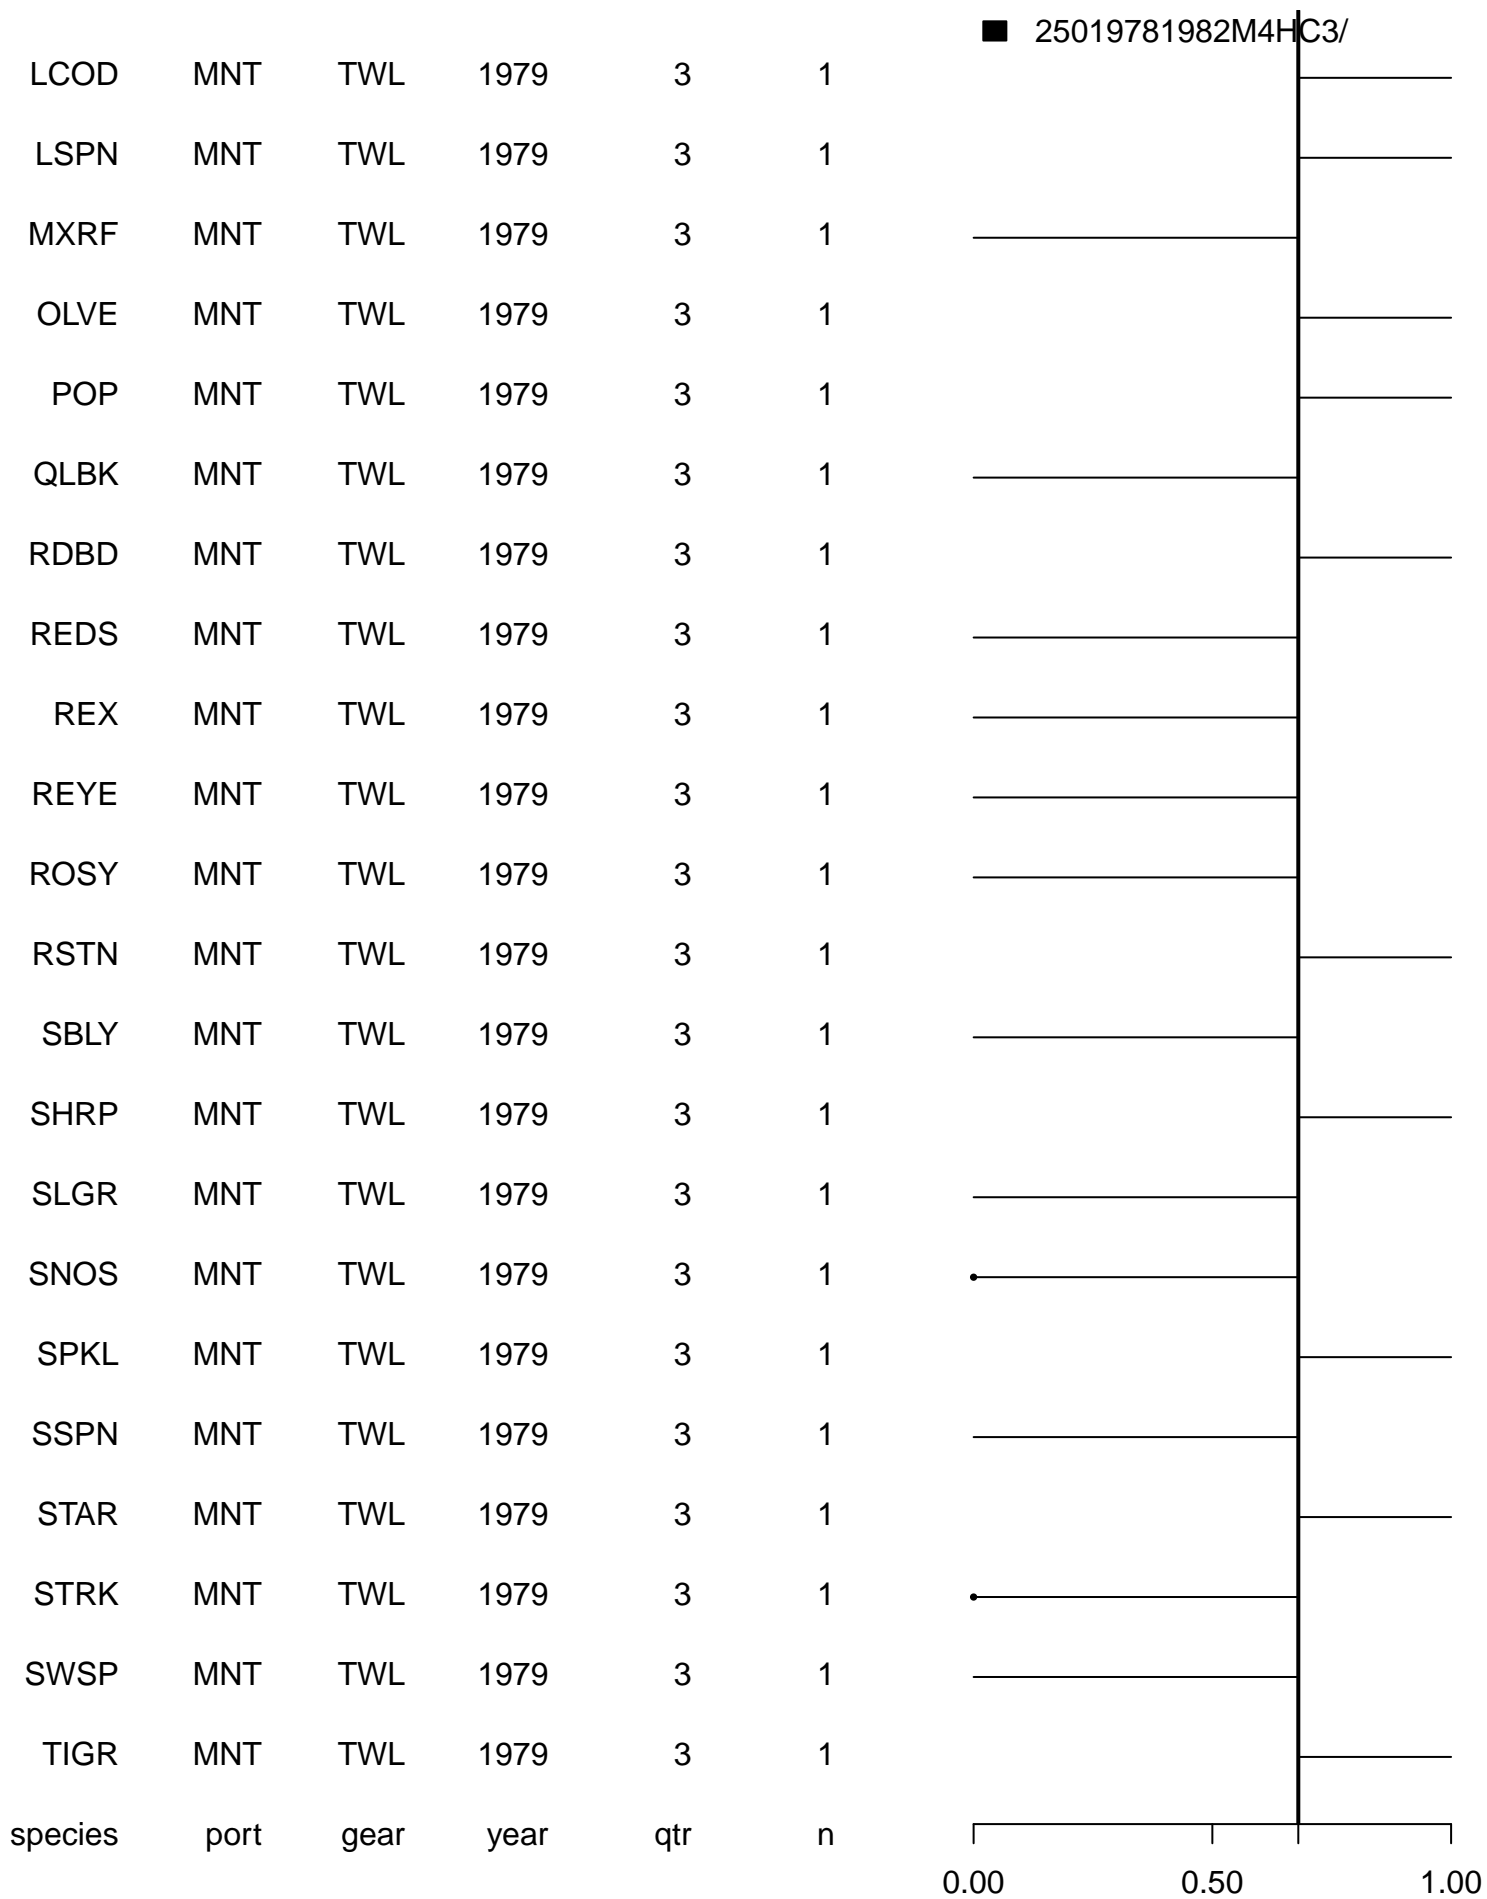 25019781982M4HC3/
LCOD MNT TWL 1979 3 1
LSPN MNT TWL 1979 3 1
MXRF MNT TWL 1979 3 1
OLVE MNT TWL 1979 3 1
POP MNT TWL 1979 3 1
QLBK MNT TWL 1979 3 1
RDBD MNT TWL 1979 3 1
REDS MNT TWL 1979 3 1
REX MNT TWL 1979 3 1
REYE MNT TWL 1979 3 1
ROSY MNT TWL 1979 3 1
RSTN MNT TWL 1979 3 1
SBLY MNT TWL 1979 3 1
SHRP MNT TWL 1979 3 1
SLGR MNT TWL 1979 3 1
SNOS MNT TWL 1979 3 1
SPKL MNT TWL 1979 3 1
SSPN MNT TWL 1979 3 1
STAR MNT TWL 1979 3 1
STRK MNT TWL 1979 3 1
SWSP MNT TWL 1979 3 1
TIGR MNT TWL 1979 3 1
species port gear year qtr n
0.00 0.50 1.00